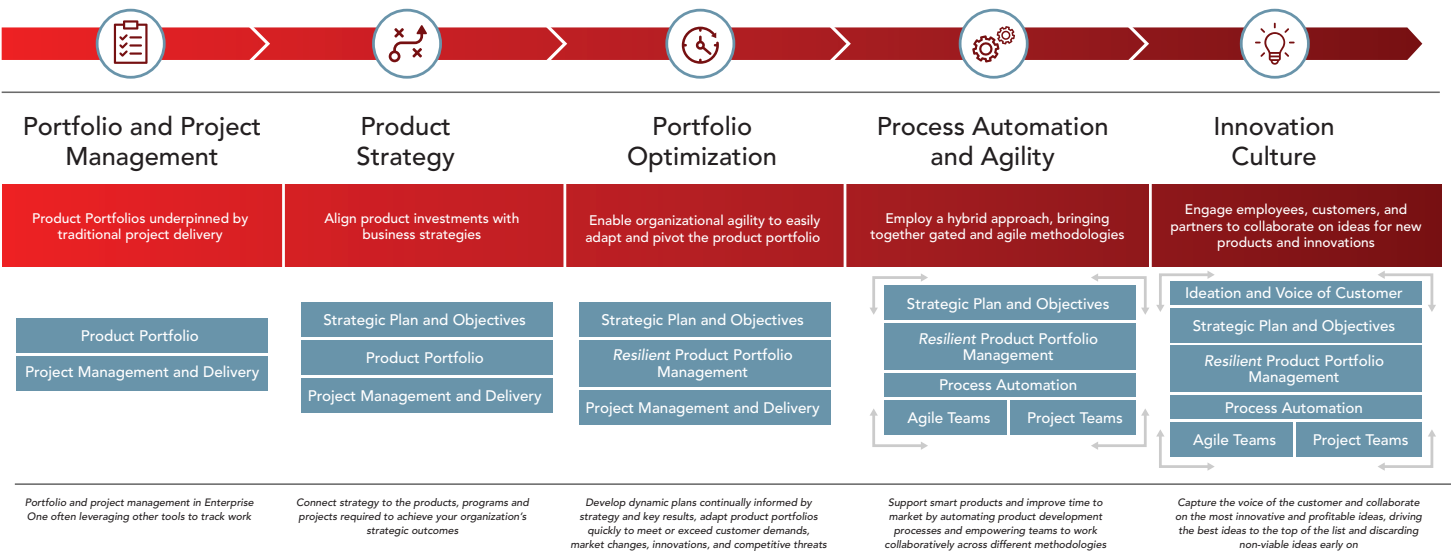 Portfolio and Project
Management
Product
Strategy
Portfolio
Optimization
Process Automation
and Agility
Innovation
Culture
Product Portfolios underpinned by
traditional project delivery
Align product investments with
business strategies
Enable organizational agility to easily
adapt and pivot the product portfolio
Employ a hybrid approach, bringing
together gated and agile methodologies
Engage employees, customers, and
partners to collaborate on ideas for new
products and innovations
Product Portfolio
Project Management and Delivery
Strategic Plan and Objectives
Product Portfolio
Project Management and Delivery
Strategic Plan and Objectives
Resilient Product Portfolio
Management
Project Management and Delivery
Strategic Plan and Objectives
Resilient Product Portfolio
Management
Process Automation
Agile Teams
Project Teams
Ideation and Voice of Customer
Strategic Plan and Objectives
Resilient Product Portfolio
Management
Process Automation
Agile Teams
Project Teams
Portfolio and project management in Enterprise
One often leveraging other tools to track work
Connect strategy to the products, programs and
projects required to achieve your organization's
strategic outcomes
Develop dynamic plans continually informed by
strategy and key results, adapt product portfolios
quickly to meet or exceed customer demands,
market changes, innovations, and competitive threats
Support smart products and improve time to
market by automating product development
processes and empowering teams to work
collaboratively across different methodologies
Capture the voice of the customer and collaborate
on the most innovative and profitable ideas, driving
the best ideas to the top of the list and discarding
non-viable ideas early on